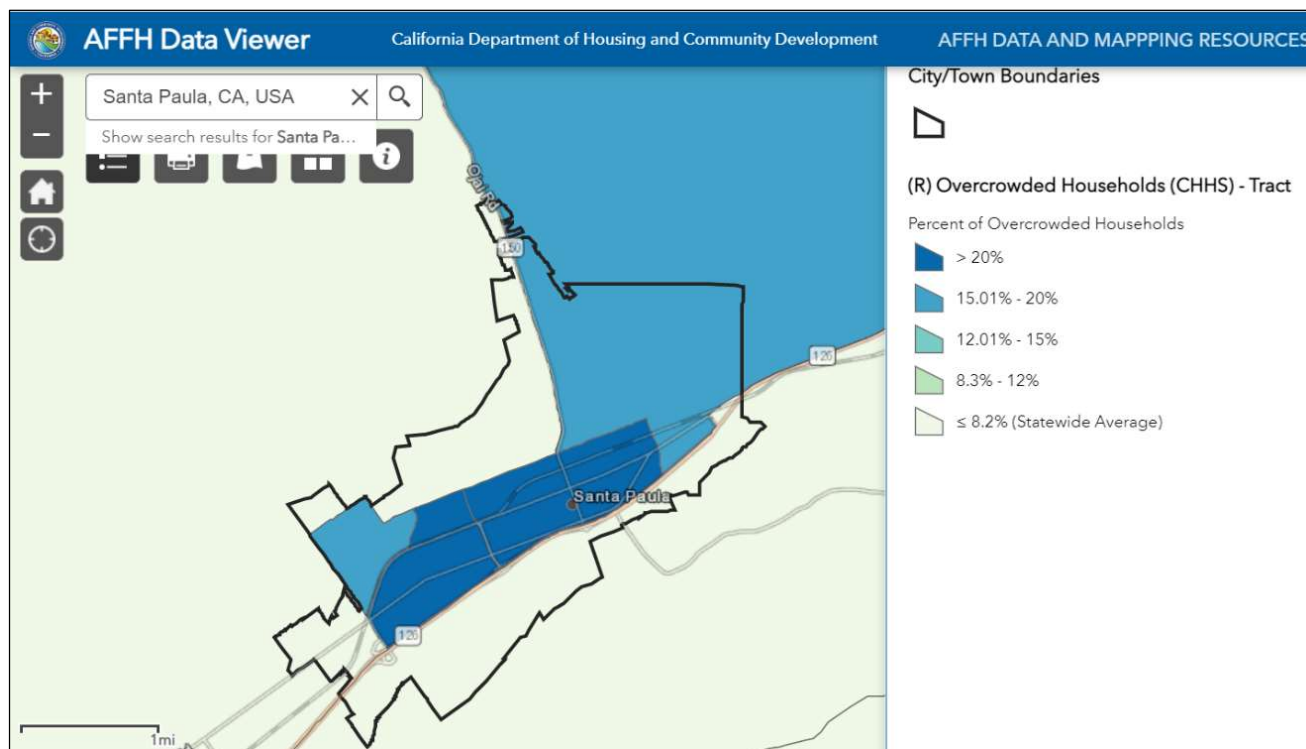 AFFH Data Viewer
California Department of Housing and Community Development
AFFH DATA AND MAPPPING RESOURCES
+
Santa Paula, CA, USA
−
Show search results for Santa Pa...
Ojai Rd
150
126
Santa Paula
126
1mi
City/Town Boundaries
(R) Overcrowded Households (CHHS) - Tract
Percent of Overcrowded Households
> 20%
15.01% - 20%
12.01% - 15%
8.3% - 12%
≤ 8.2% (Statewide Average)